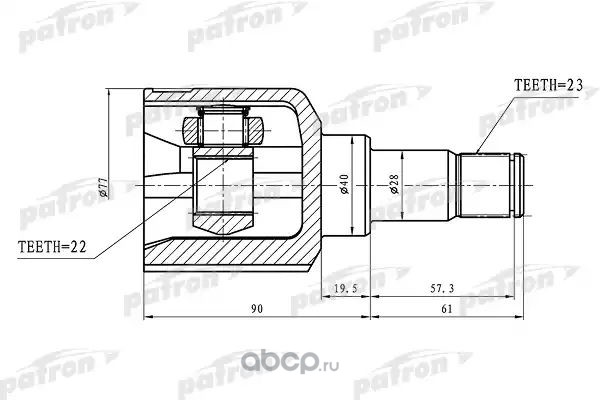 patron patron patron
patron
TEETH=23
patron patron
ø77
ø40
ø28
patron patron
TEETH=22
patron patron
19.5
57.3
90
61
patron patron patron
abcp.ru